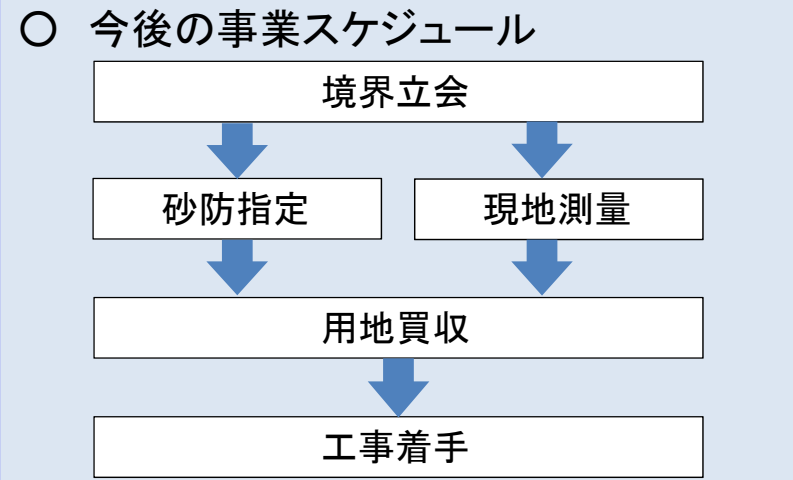 ○ 今後の事業スケジュール
境界立会
砂防指定
現地測量
用地買収
工事着手